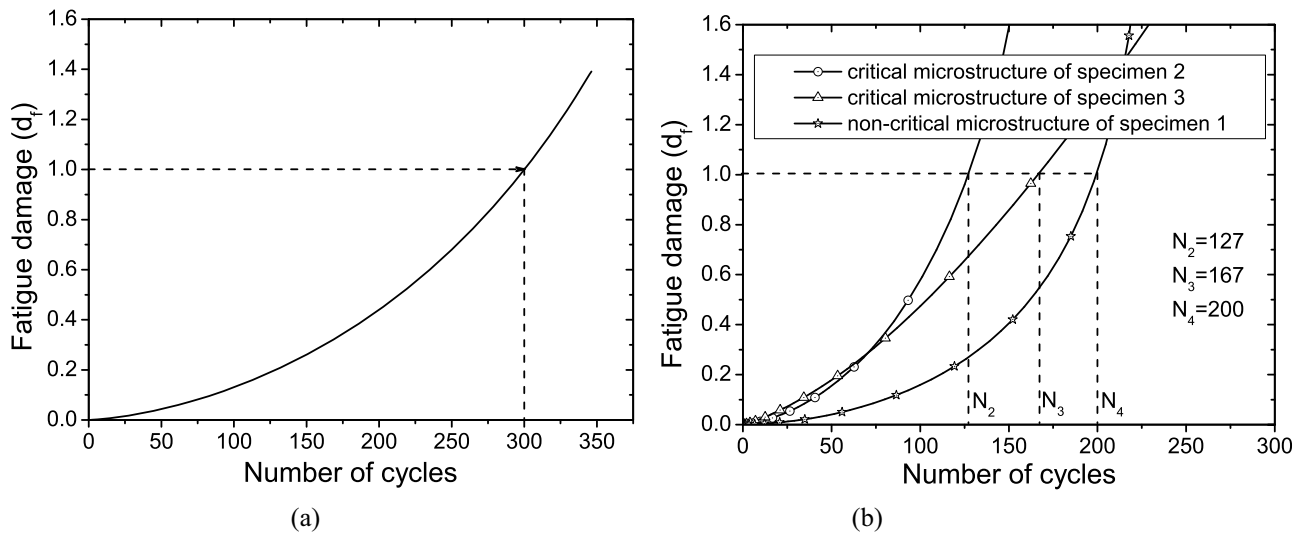 1.6
1.4
1.2
1.0
0.8
0.6
0.4
0.2
0.0
Fatigue damage (d_f)
0 50 100 150 200 250 300 350
Number of cycles
(a)
1.6
1.4
1.2
1.0
0.8
0.6
0.4
0.2
0.0
Fatigue damage (d_f)
critical microstructure of specimen 2
critical microstructure of specimen 3
non-critical microstructure of specimen 1
N_2=127
N_3=167
N_4=200
N_2 N_3 N_4
0 50 100 150 200 250 300
Number of cycles
(b)